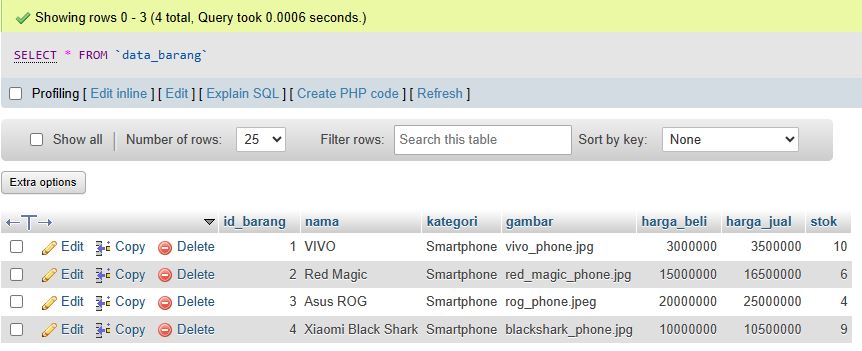 Showing rows 0 - 3 (4 total, Query took 0.0006 seconds.)
SELECT * FROM `data_barang`
Profiling [ Edit inline ] [ Edit ] [ Explain SQL ] [ Create PHP code ] [ Refresh ]
Show all Number of rows: 25 Filter rows: Search this table Sort by key: None
Extra options
←T→ id_barang nama kategori gambar harga_beli harga_jual stok
Edit Copy Delete 1 VIVO Smartphone vivo_phone.jpg 3000000 3500000 10
Edit Copy Delete 2 Red Magic Smartphone red_magic_phone.jpg 15000000 16500000 6
Edit Copy Delete 3 Asus ROG Smartphone rog_phone.jpeg 20000000 25000000 4
Edit Copy Delete 4 Xiaomi Black Shark Smartphone blackshark_phone.jpg 10000000 10500000 9